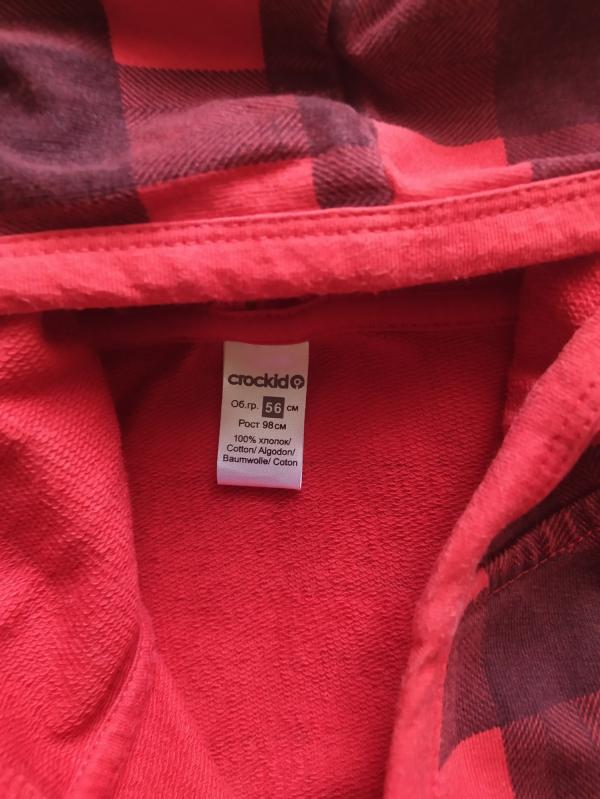 crockid
Об.гр. 56 см
Рост 98см
100% хлопок/
Cotton/ Algodon/
Baumwolle/ Coton